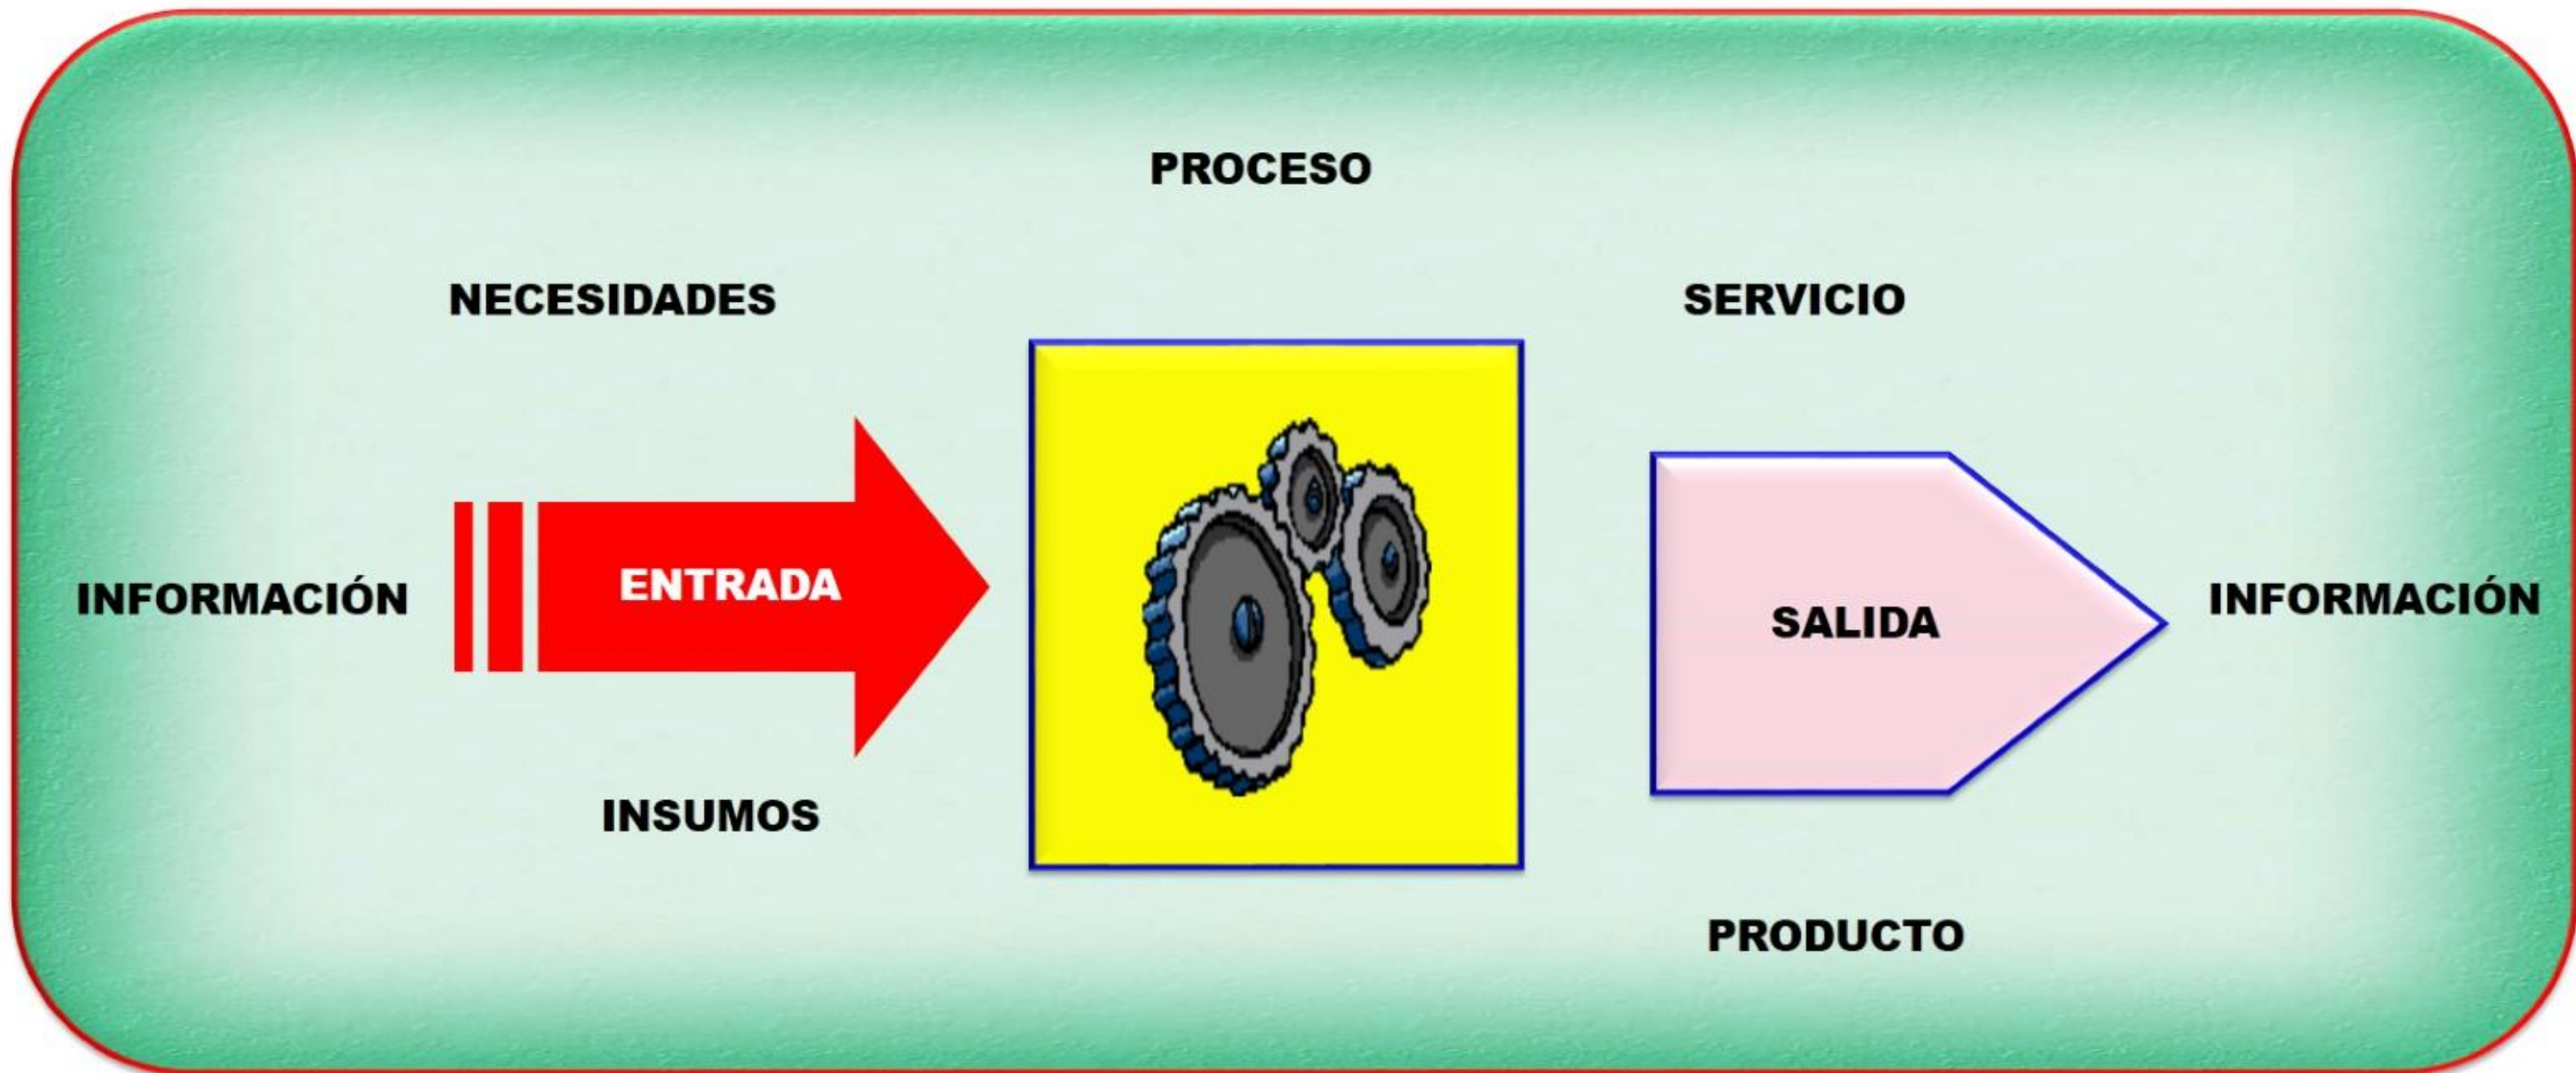 PROCESO
NECESIDADES
SERVICIO
INFORMACIÓN
ENTRADA
SALIDA
INFORMACIÓN
INSUMOS
PRODUCTO